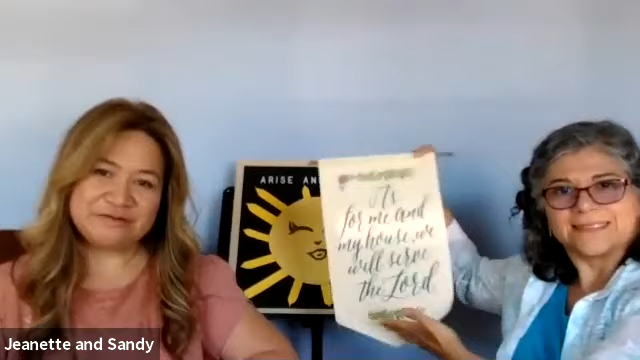 ARISE AN
As
for me and
my house, we
will serve
the Lord
Jeanette and Sandy